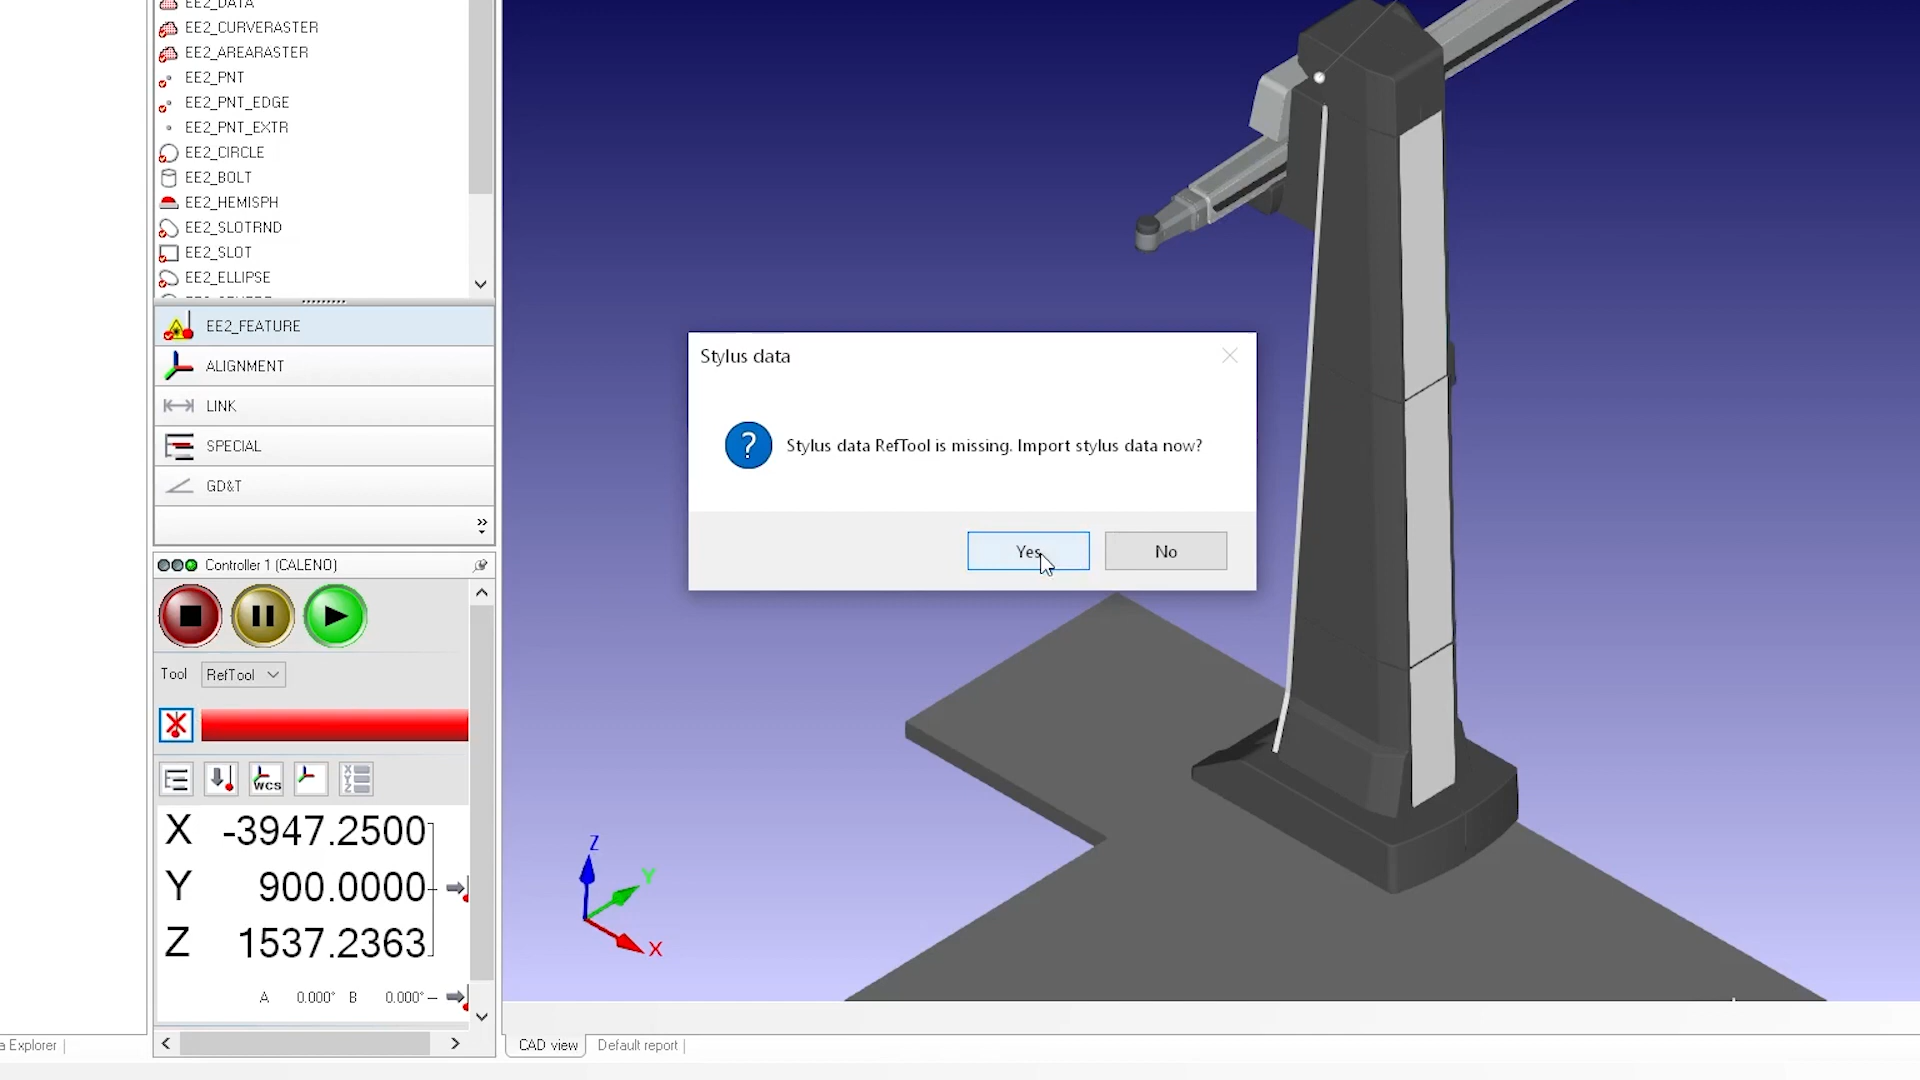 EE2_DATA
EE2_CURVERASTER
EE2_AREARASTER
EE2_PNT
EE2_PNT_EDGE
EE2_PNT_EXTR
EE2_CIRCLE
EE2_BOLT
EE2_HEMISPH
EE2_SLOTRND
EE2_SLOT
EE2_ELLIPSE
EE2_FEATURE
ALIGNMENT
LINK
SPECIAL
GD&T
Controller 1 (CALENO)
Tool RefTool
WCS
X -3947.2500
Y 900.0000
Z 1537.2363
A 0.000° B 0.000°
a Explorer
Stylus data
Stylus data RefTool is missing. Import stylus data now?
Yes No
Z
Y
X
CAD view Default report